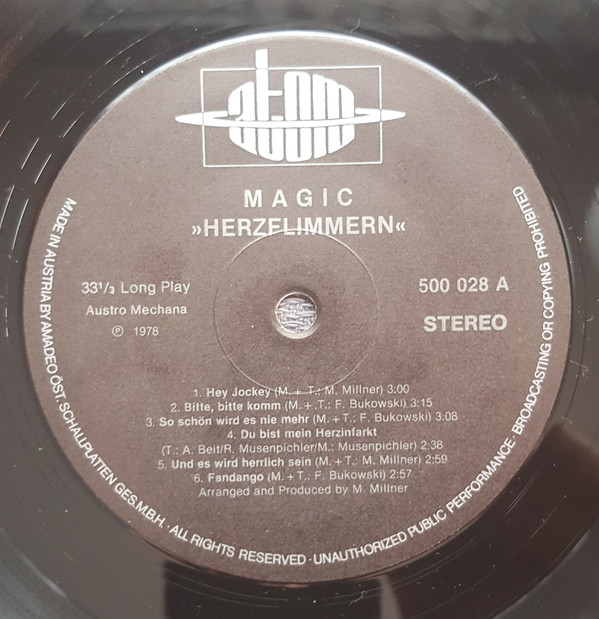 atom
MAGIC
»HERZFLIMMERN«
33 1/3 Long Play
Austro Mechana
℗ 1978
500 028 A
STEREO
1. Hey Jockey (M. + T.: M. Millner) 3:00
2. Bitte, bitte komm (M. + .T.: F. Bukowski) 3:15
3. So schön wird es nie mehr (M. + T.: F. Bukowski) 3:08
4. Du bist mein Herzinfarkt
(T.: A. Beit/R. Musenpichler/M.: Musenpichler) 2:38
5. Und es wird herrlich sein (M. + T.: M. Millner) 2:59
6. Fandango (M. + T.: F. Bukowski) 2:57
Arranged and Produced by M. Millner
MADE IN AUSTRIA BY AMADEO ÖST. SCHALLPLATTEN GES.M.B.H. · ALL RIGHTS RESERVED · UNAUTHORIZED PUBLIC PERFORMANCE · BROADCASTING OR COPYING PROHIBITED